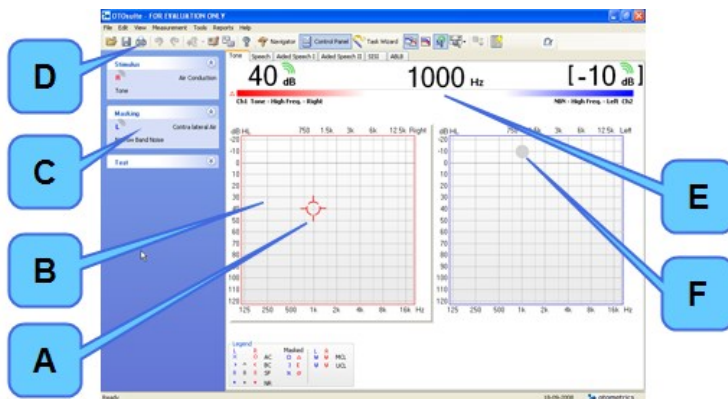 OTOsuite - FOR EVALUATION ONLY
File Edit View Measurement Tools Reports Help
Navigator Control Panel Task Wizard
Stimulus
R Air Conduction
Tone
Masking
L Contra lateral Air
Narrow Band Noise
Test
Tone Speech Aided Speech I Aided Speech II SISI ABLB
40 dB 1000 Hz [-10 dB]
Ch1 Tone - High Freq. - Right NBN - High Freq. - Left Ch2
dB HL 750 1.5k 3k 6k 12.5k Right
-20
-10
0
10
20
30
40
50
60
70
80
90
100
110
120
125 250 500 1k 2k 4k 8k 16k Hz
dB HL 750 1.5k 3k 6k 12.5k Left
-20
-10
0
10
20
30
40
50
60
70
80
90
100
110
120
125 250 500 1k 2k 4k 8k 16k Hz
Legend
L R Masked L R
AC MCL
BC UCL
SF
NR
Ready
otometrics
A
B
C
D
E
F